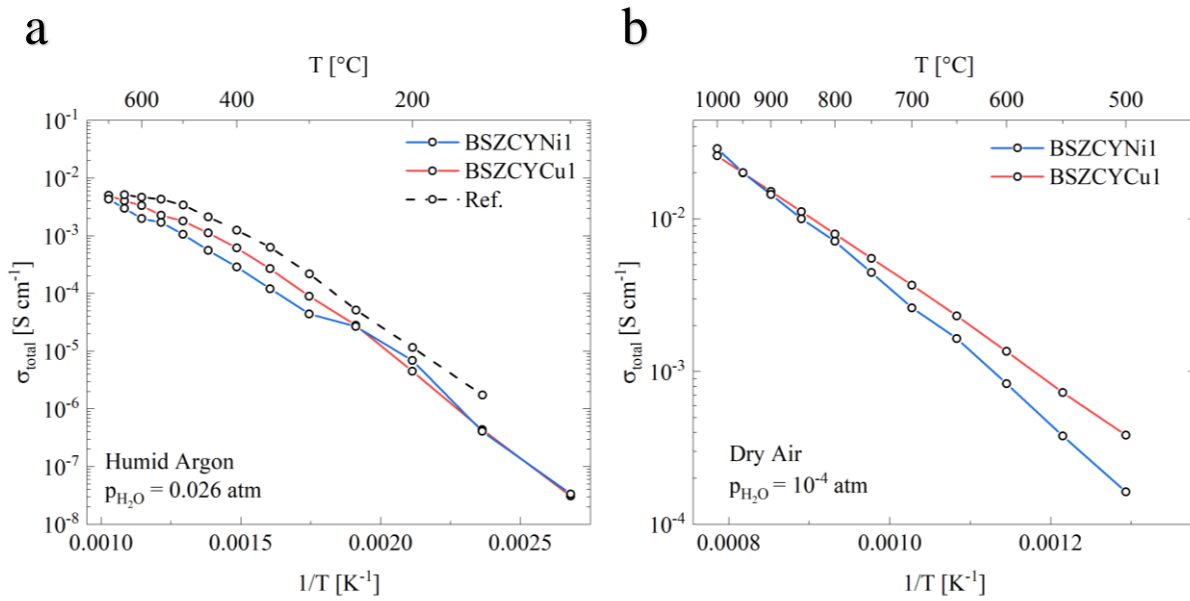 a
T [°C]
600 400 200
10⁻¹
10⁻²
10⁻³
10⁻⁴
10⁻⁵
10⁻⁶
10⁻⁷
10⁻⁸
σtotal [S cm⁻¹]
BSZCYNi1
BSZCYCu1
Ref.
Humid Argon
pH₂O = 0.026 atm
0.0010 0.0015 0.0020 0.0025
1/T [K⁻¹]
b
T [°C]
1000 900 800 700 600 500
10⁻²
10⁻³
10⁻⁴
σtotal [S cm⁻¹]
BSZCYNi1
BSZCYCu1
Dry Air
pH₂O = 10⁻⁴ atm
0.0008 0.0010 0.0012
1/T [K⁻¹]